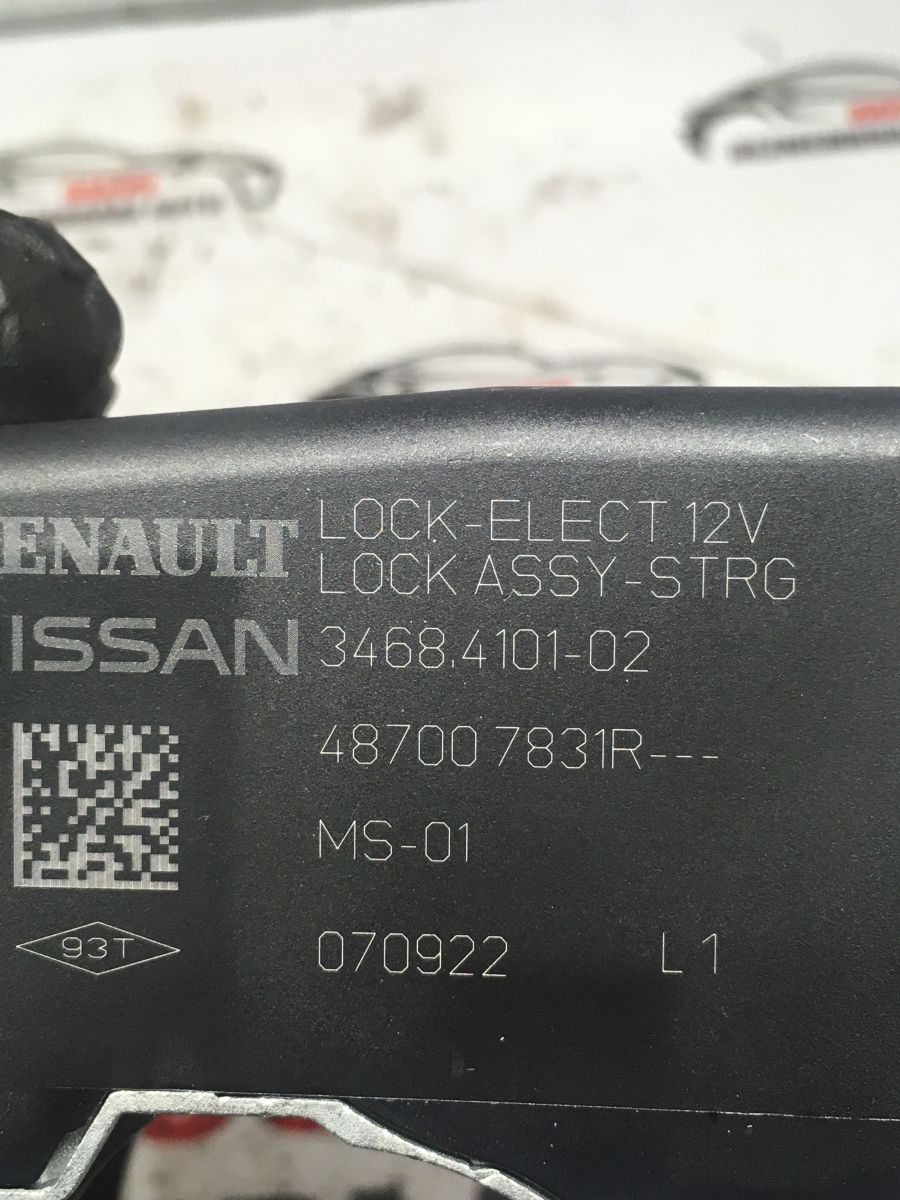 ENAULT LOCK-ELECT 12V
LOCK ASSY-STRG
ISSAN 3468.4101-02
48700 7831R---
MS-01
93T 070922 L1